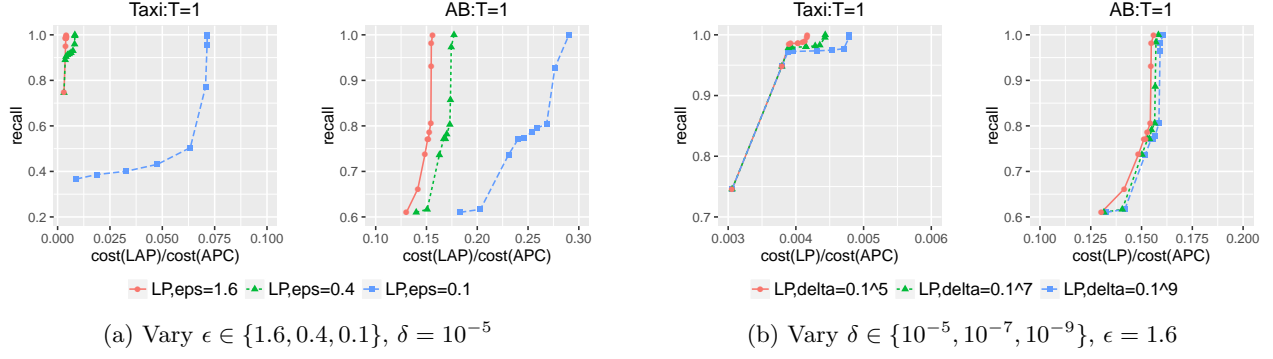 Taxi:T=1
1.0
0.8
0.6
0.4
0.2
recall
0.000 0.025 0.050 0.075 0.100
cost(LAP)/cost(APC)
AB:T=1
1.0
0.9
0.8
0.7
0.6
recall
0.10 0.15 0.20 0.25 0.30
cost(LAP)/cost(APC)
LP,eps=1.6 LP,eps=0.4 LP,eps=0.1
(a) Vary ϵ ∈ {1.6, 0.4, 0.1}, δ = 10⁻⁵
Taxi:T=1
1.0
0.9
0.8
0.7
recall
0.003 0.004 0.005 0.006
cost(LP)/cost(APC)
AB:T=1
1.0
0.9
0.8
0.7
0.6
recall
0.100 0.125 0.150 0.175 0.200
cost(LP)/cost(APC)
LP,delta=0.1^5 LP,delta=0.1^7 LP,delta=0.1^9
(b) Vary δ ∈ {10⁻⁵, 10⁻⁷, 10⁻⁹}, ϵ = 1.6